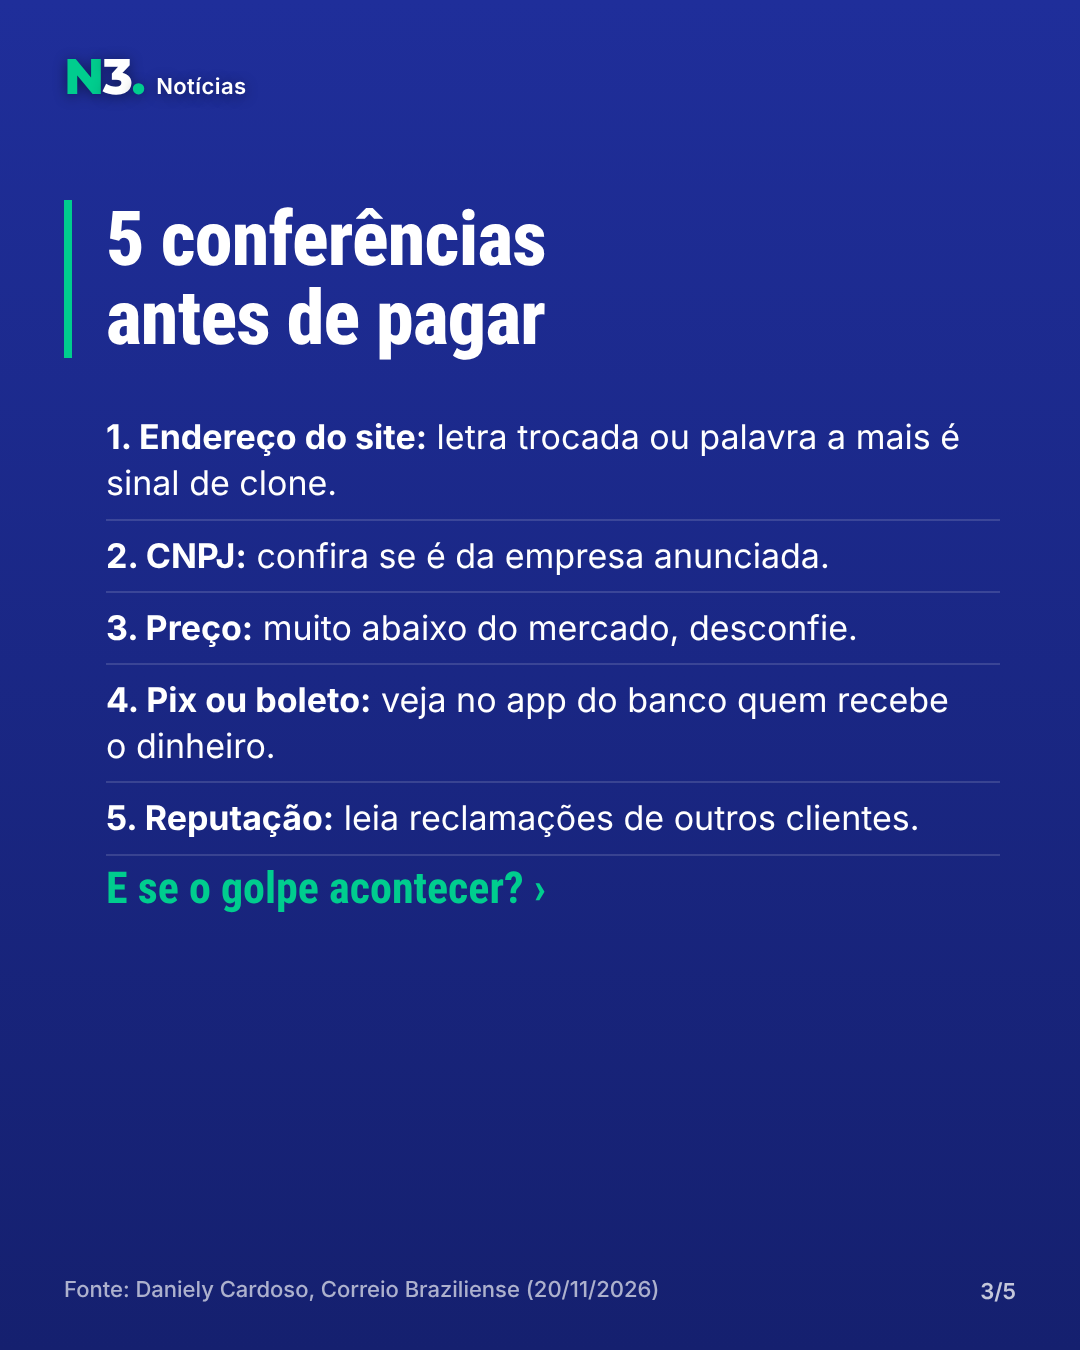 N3. Notícias
5 conferências
antes de pagar
1. Endereço do site: letra trocada ou palavra a mais é
sinal de clone.
2. CNPJ: confira se é da empresa anunciada.
3. Preço: muito abaixo do mercado, desconfie.
4. Pix ou boleto: veja no app do banco quem recebe
o dinheiro.
5. Reputação: leia reclamações de outros clientes.
E se o golpe acontecer? ›
Fonte: Daniely Cardoso, Correio Braziliense (20/11/2026)
3/5